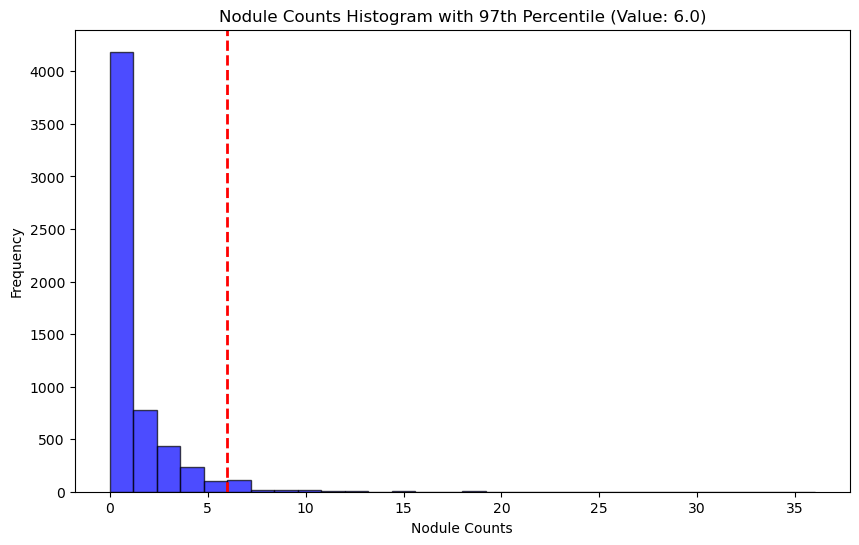 Nodule Counts Histogram with 97th Percentile (Value: 6.0)
4000
3500
3000
2500
2000
1500
1000
500
0
Frequency
0 5 10 15 20 25 30 35
Nodule Counts